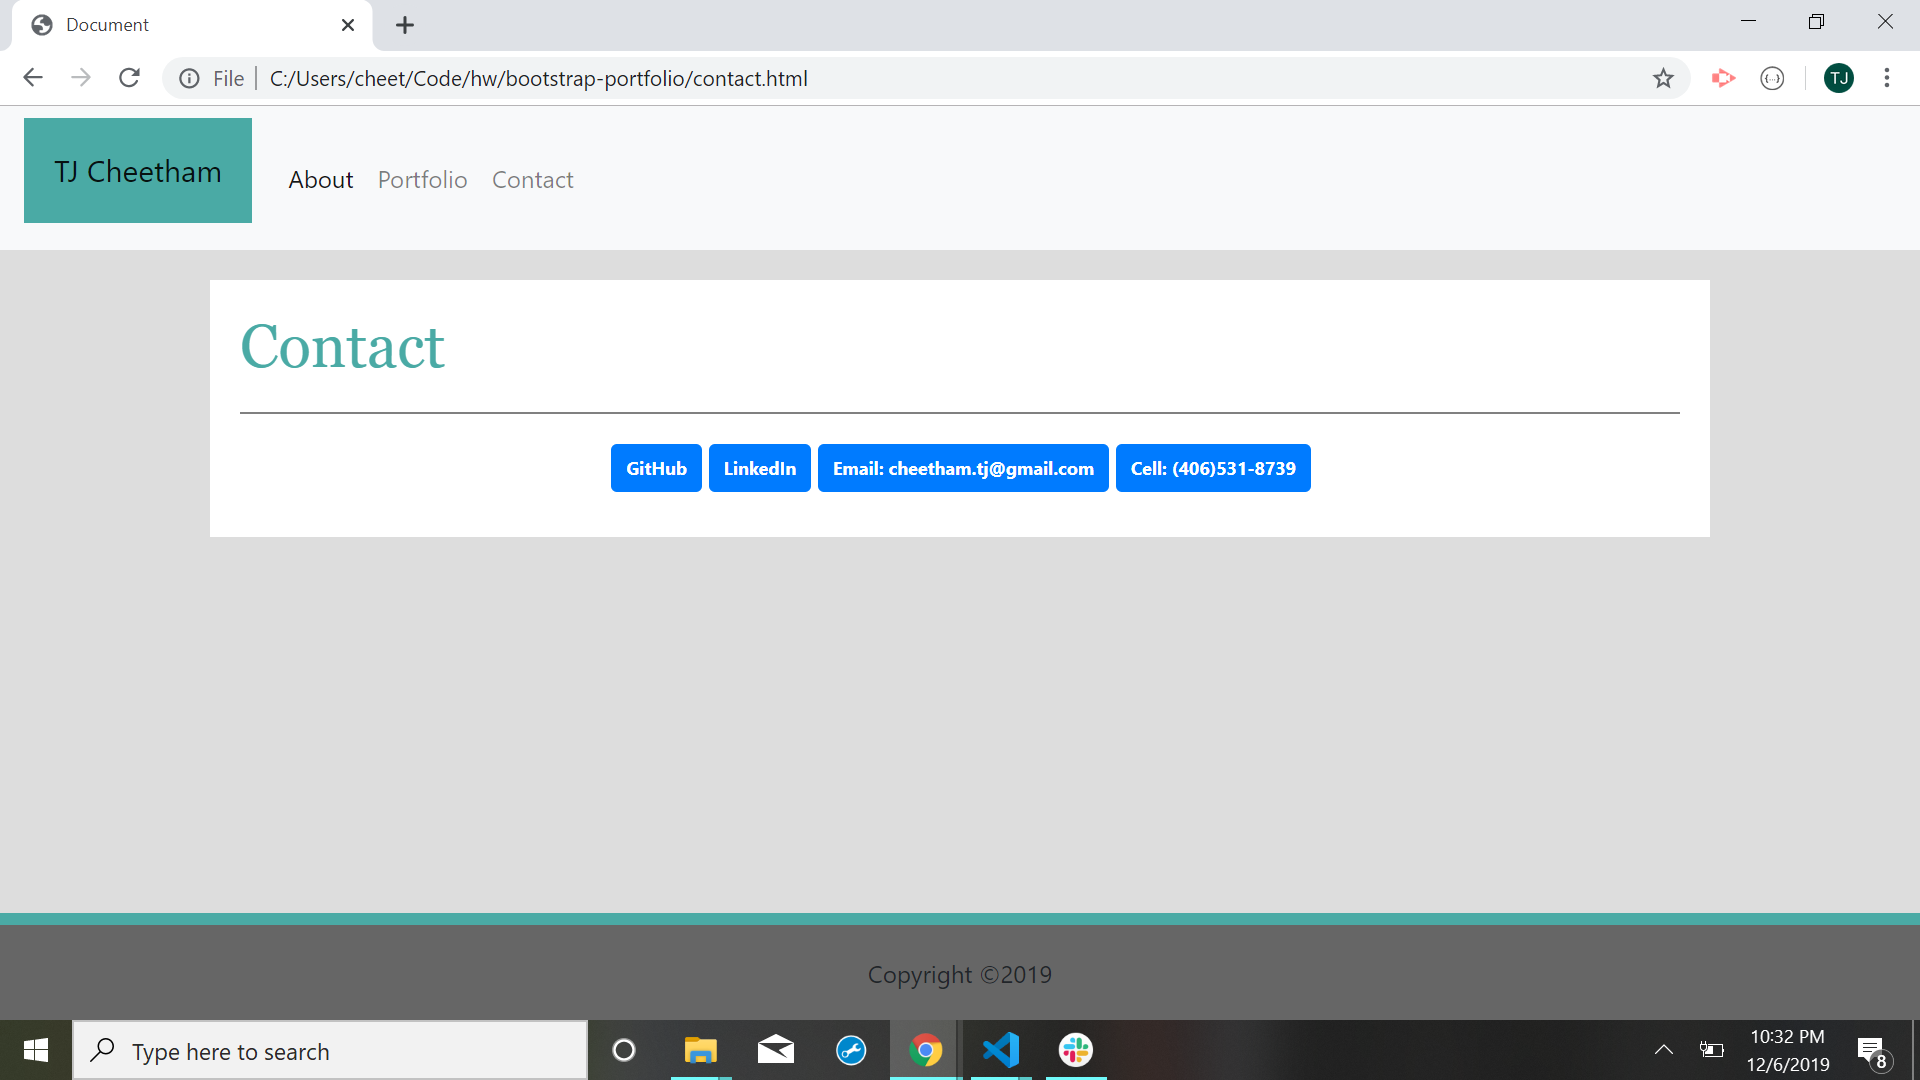 Document
File
C:/Users/cheet/Code/hw/bootstrap-portfolio/contact.html
TJ
TJ Cheetham
About Portfolio Contact
Contact
GitHub LinkedIn Email: cheetham.tj@gmail.com Cell: (406)531-8739
Copyright ©2019
Type here to search
10:32 PM
12/6/2019
8